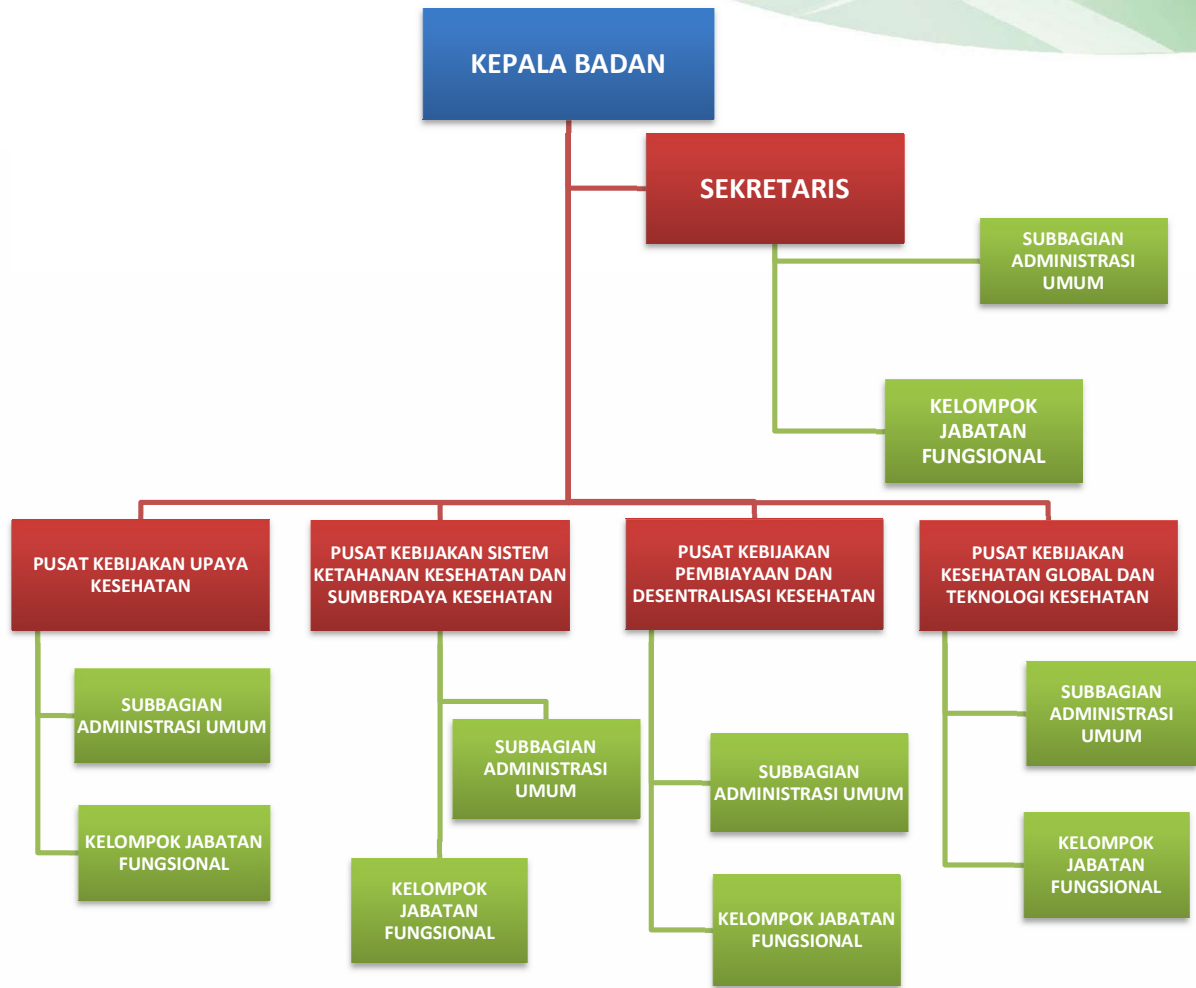 KEPALA BADAN
SEKRETARIS
SUBBAGIAN
ADMINISTRASI
UMUM
KELOMPOK
JABATAN
FUNGSIONAL
PUSAT KEBIJAKAN UPAYA
KESEHATAN
PUSAT KEBIJAKAN SISTEM
KETAHANAN KESEHATAN DAN
SUMBERDAYA KESEHATAN
PUSAT KEBIJAKAN
PEMBIAYAAN DAN
DESENTRALISASI KESEHATAN
PUSAT KEBIJAKAN
KESEHATAN GLOBAL DAN
TEKNOLOGI KESEHATAN
SUBBAGIAN
ADMINISTRASI UMUM
KELOMPOK JABATAN
FUNGSIONAL
SUBBAGIAN
ADMINISTRASI
UMUM
KELOMPOK
JABATAN
FUNGSIONAL
SUBBAGIAN
ADMINISTRASI UMUM
KELOMPOK JABATAN
FUNGSIONAL
SUBBAGIAN
ADMINISTRASI
UMUM
KELOMPOK
JABATAN
FUNGSIONAL